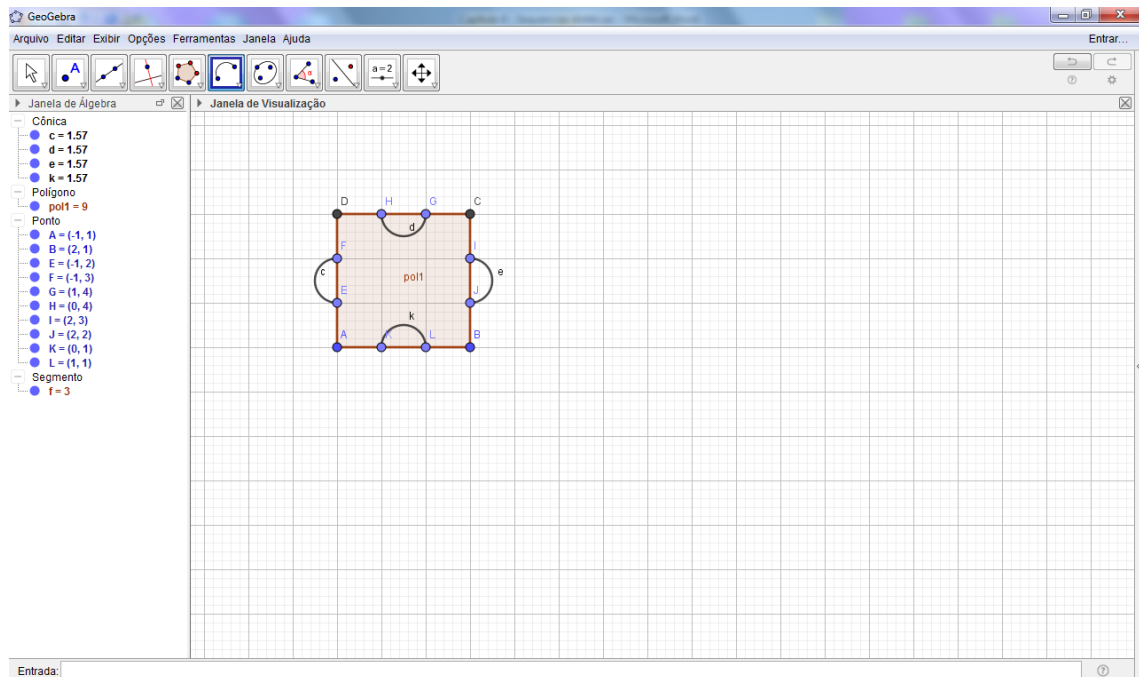 GeoGebra
Arquivo Editar Exibir Opções Ferramentas Janela Ajuda
Entrar...
A
α
a = 2
Janela de Álgebra
Janela de Visualização
Cônica
c = 1.57
d = 1.57
e = 1.57
k = 1.57
Polígono
pol1 = 9
Ponto
A = (-1, 1)
B = (2, 1)
E = (-1, 2)
F = (-1, 3)
G = (1, 4)
H = (0, 4)
I = (2, 3)
J = (2, 2)
K = (0, 1)
L = (1, 1)
Segmento
f = 3
D H G C
d
F I
c pol1 e
E J
k
A K L B
Entrada: